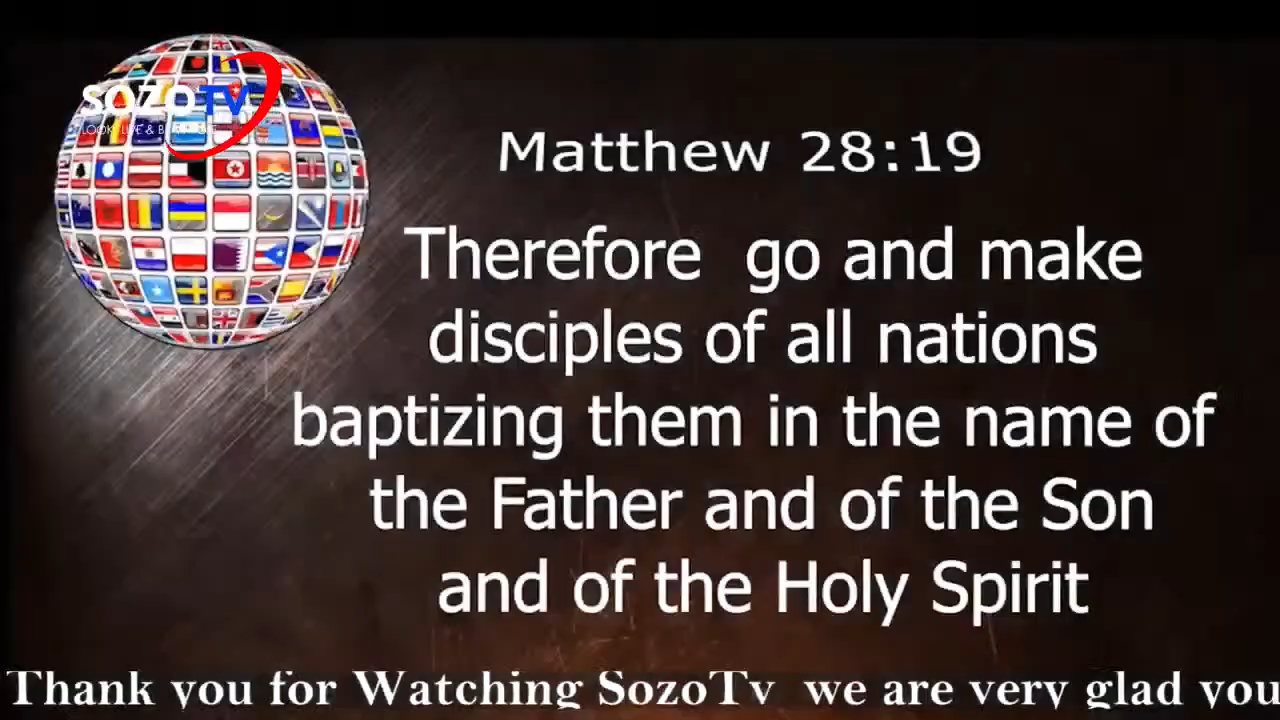 SOZOTV
LOOK, LIVE &
Matthew 28:19
Therefore go and make
disciples of all nations
baptizing them in the name of
the Father and of the Son
and of the Holy Spirit
Thank you for Watching SozoTv we are very glad you